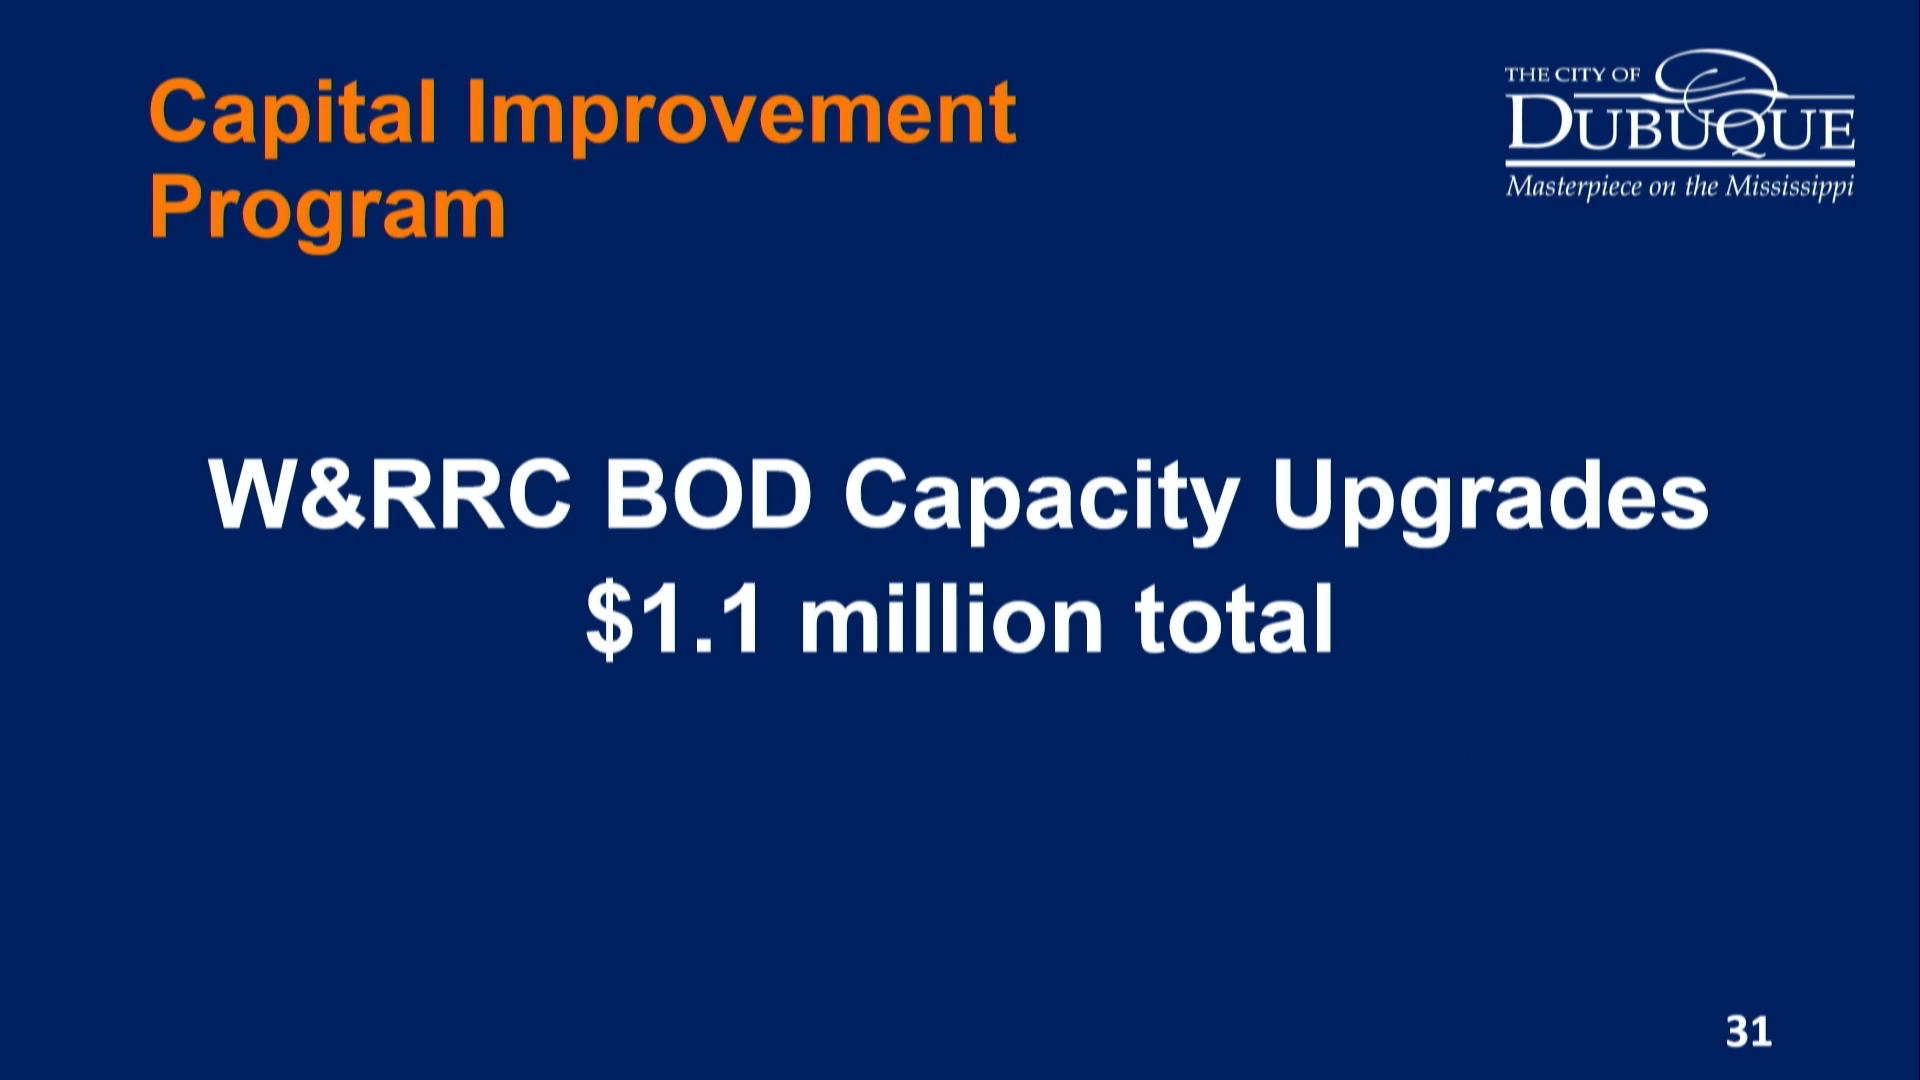 Capital Improvement
Program
THE CITY OF
DUBUQUE
Masterpiece on the Mississippi
W&RRC BOD Capacity Upgrades
$1.1 million total
31